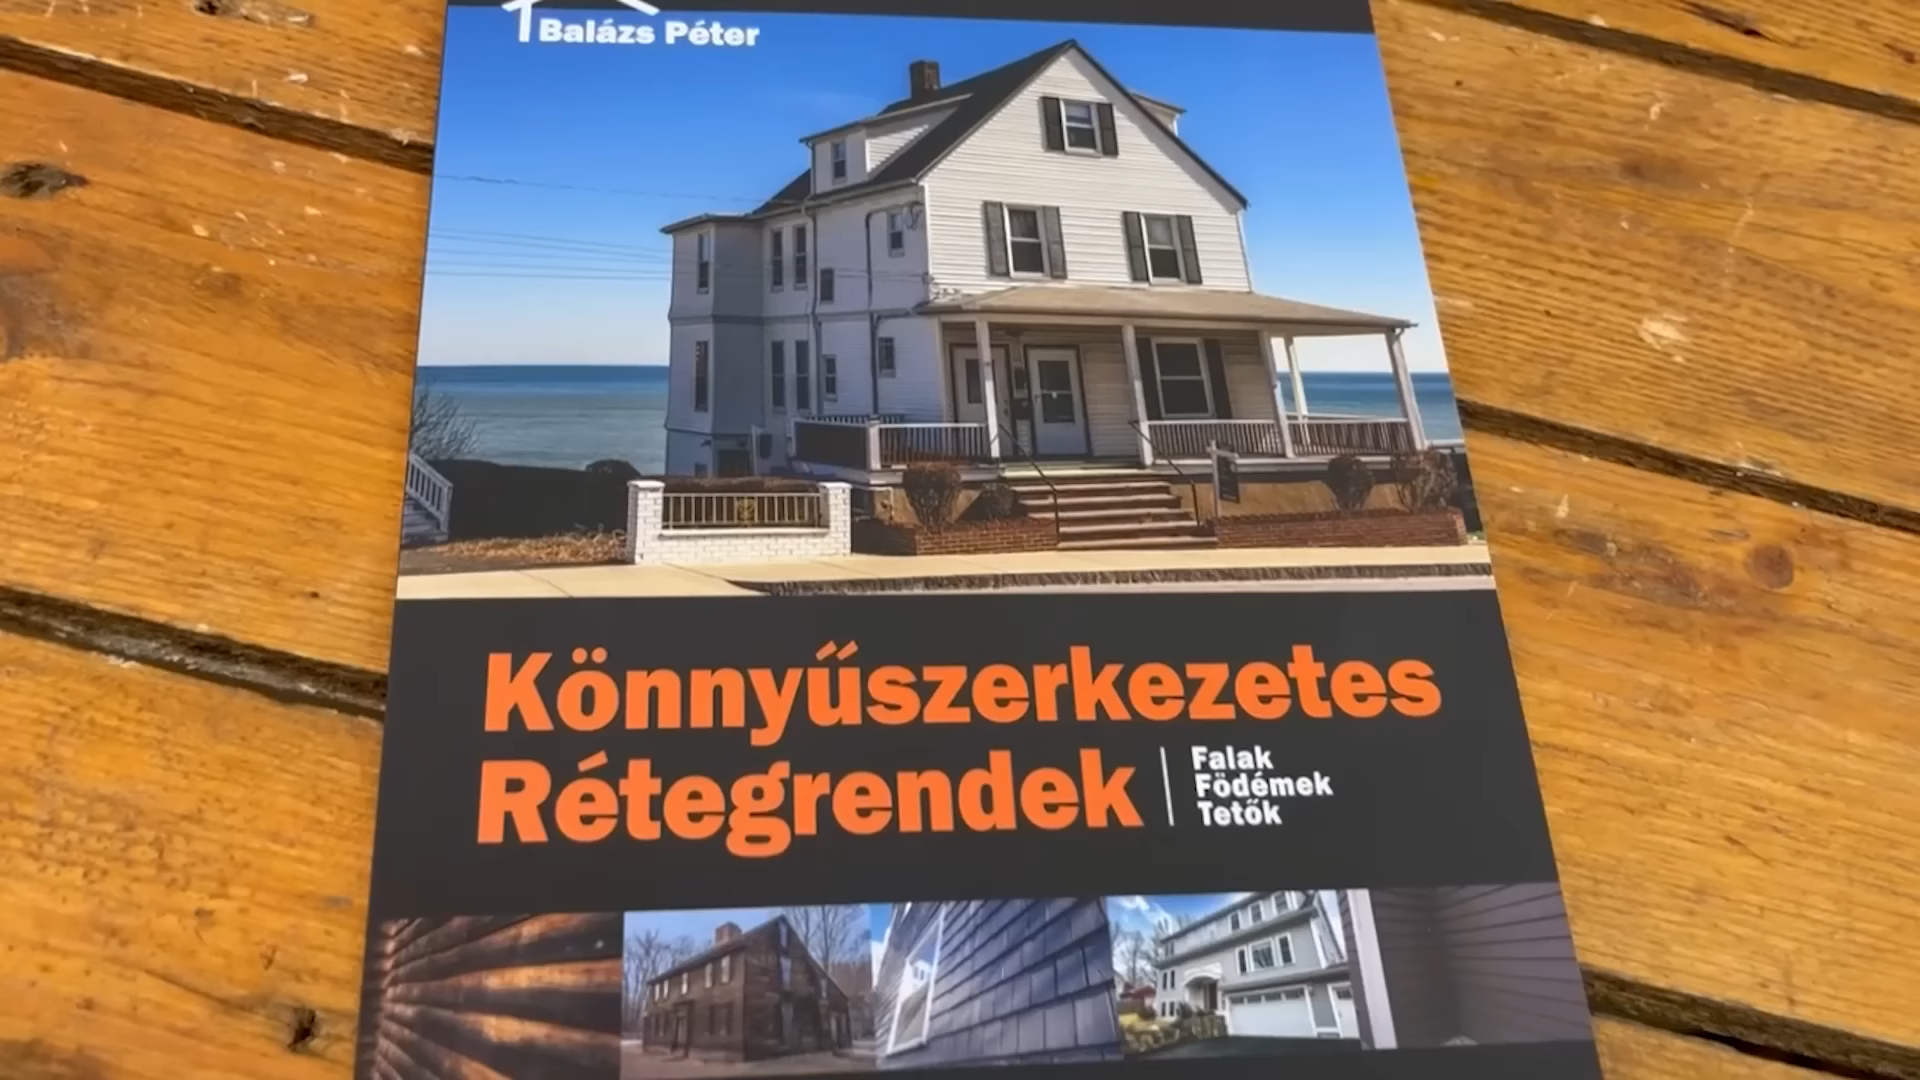 Balázs Péter
Könnyűszerkezetes
Rétegrendek
Falak
Födémek
Tetők